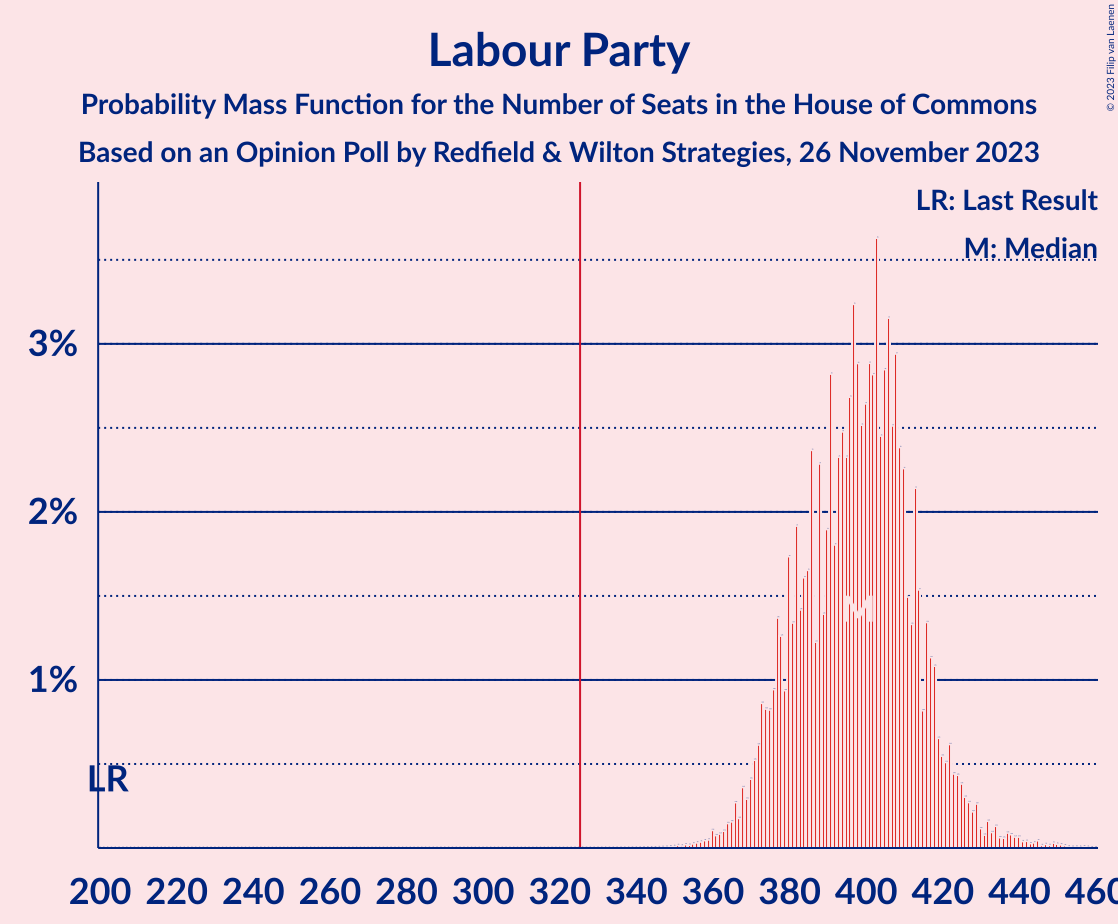 Labour Party
Probability Mass Function for the Number of Seats in the House of Commons
Based on an Opinion Poll by Redfield & Wilton Strategies, 26 November 2023
© 2023 Filip van Laenen
LR: Last Result
M: Median
3%
2%
1%
M
LR
200 220 240 260 280 300 320 340 360 380 400 420 440 460